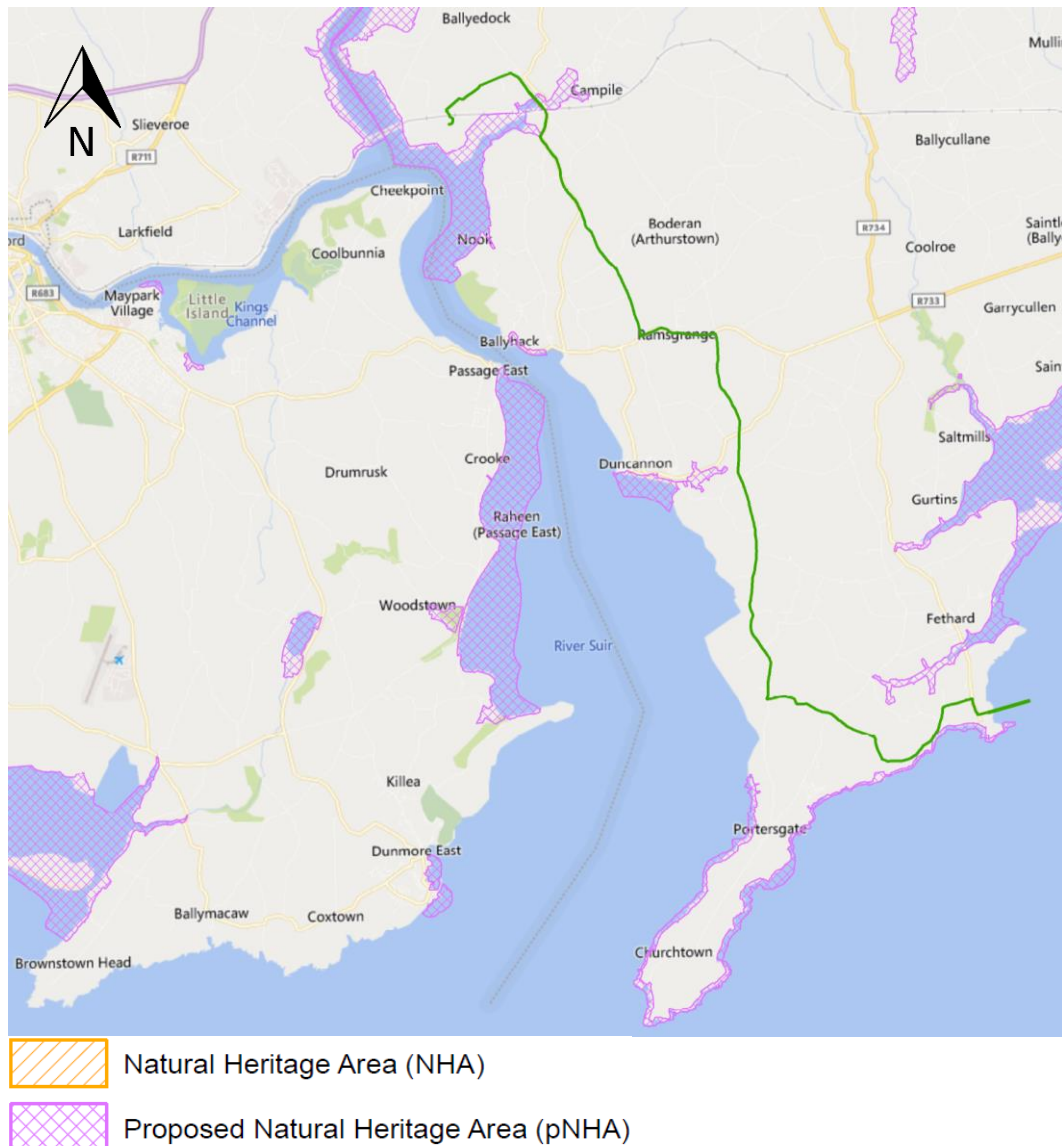 Ballyedock
Mullin
N
Campile
Slieveroe
R711
Ballycullane
Cheekpoint
Larkfield
Coolbunnia
Nook
Boderan
(Arthurstown)
R734
Saintle
(Bally
Coolroe
ord
R683
Maypark
Village
Little
Island
Kings
Channel
R733
Garrycullen
Ballyhack
Ramsgrange
Passage East
Sain
Saltmills
Drumrusk
Crooke
Duncannon
Gurtins
Raheen
(Passage East)
Woodstown
Fethard
River Suir
Killea
Portersgate
Dunmore East
Ballymacaw
Coxtown
Churchtown
Brownstown Head
Natural Heritage Area (NHA)
Proposed Natural Heritage Area (pNHA)